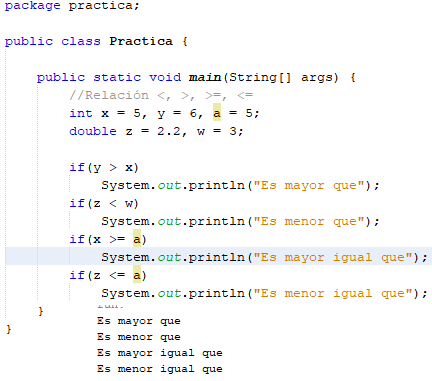 package practica;
public class Practica {
public static void main(String[] args) {
//Relación <, >, >=, <=
int x = 5, y = 6, a = 5;
double z = 2.2, w = 3;
if(y > x)
System.out.println("Es mayor que");
if(z < w)
System.out.println("Es menor que");
if(x >= a)
System.out.println("Es mayor igual que");
if(z <= a)
System.out.println("Es menor igual que");
}
}
Es mayor que
Es menor que
Es mayor igual que
Es menor igual que